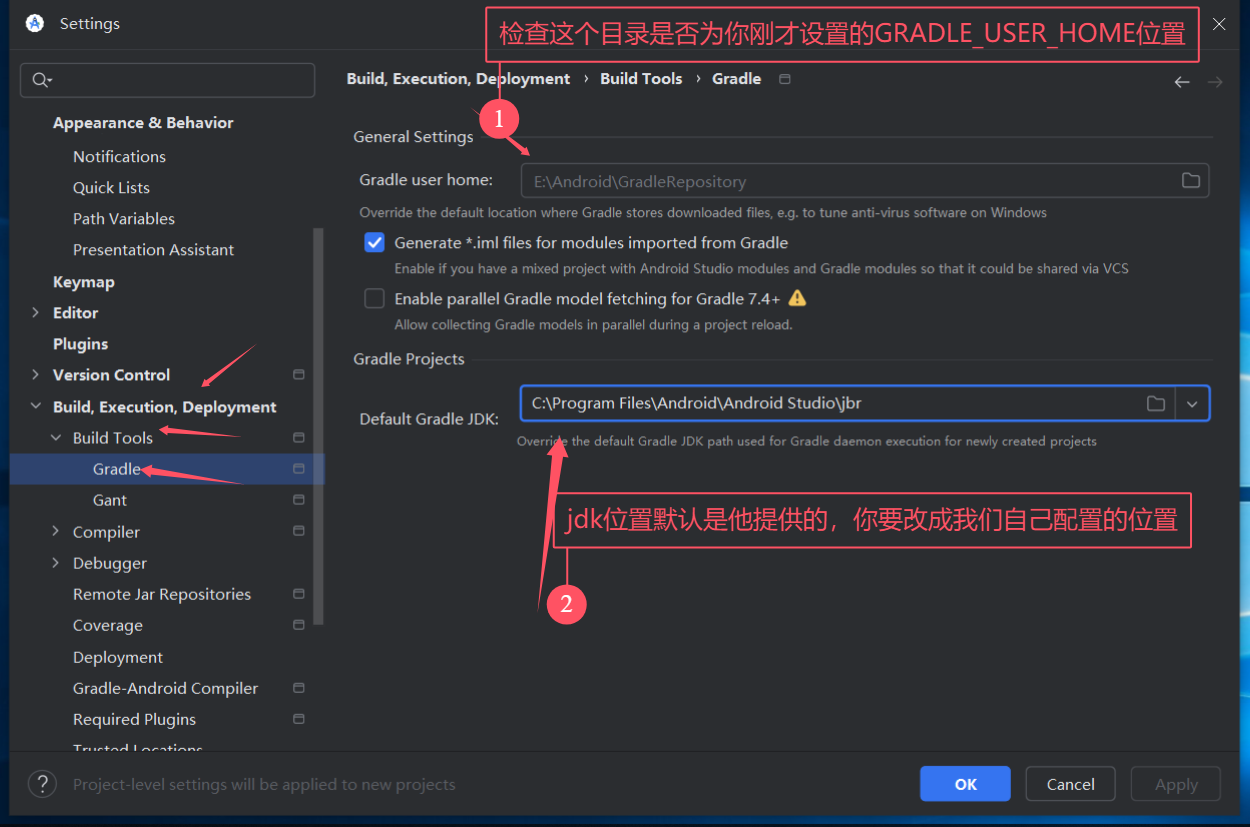 Settings
检查这个目录是否为你刚才设置的GRADLE_USER_HOME位置
Build, Execution, Deployment › Build Tools › Gradle
1
Appearance & Behavior
Notifications
Quick Lists
Path Variables
Presentation Assistant
Keymap
Editor
Plugins
Version Control
Build, Execution, Deployment
Build Tools
Gradle
Gant
Compiler
Debugger
Remote Jar Repositories
Coverage
Deployment
Gradle-Android Compiler
Required Plugins
Trusted Locations
General Settings
Gradle user home:
E:\Android\GradleRepository
Override the default location where Gradle stores downloaded files, e.g. to tune anti-virus software on Windows
Generate *.iml files for modules imported from Gradle
Enable if you have a mixed project with Android Studio modules and Gradle modules so that it could be shared via VCS
Enable parallel Gradle model fetching for Gradle 7.4+
Allow collecting Gradle models in parallel during a project reload.
Gradle Projects
Default Gradle JDK:
C:\Program Files\Android\Android Studio\jbr
Override the default Gradle JDK path used for Gradle daemon execution for newly created projects
jdk位置默认是他提供的，你要改成我们自己配置的位置
2
? Project-level settings will be applied to new projects
OK
Cancel
Apply